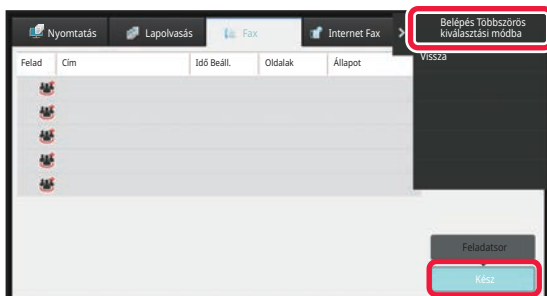 Nyomtatás
Lapolvasás
Fax
Internet Fax
Belépés Többszörös
kiválasztási módba
Vissza
Felad
Cím
Idő Beáll.
Oldalak
Állapot
Feladatsor
Kész